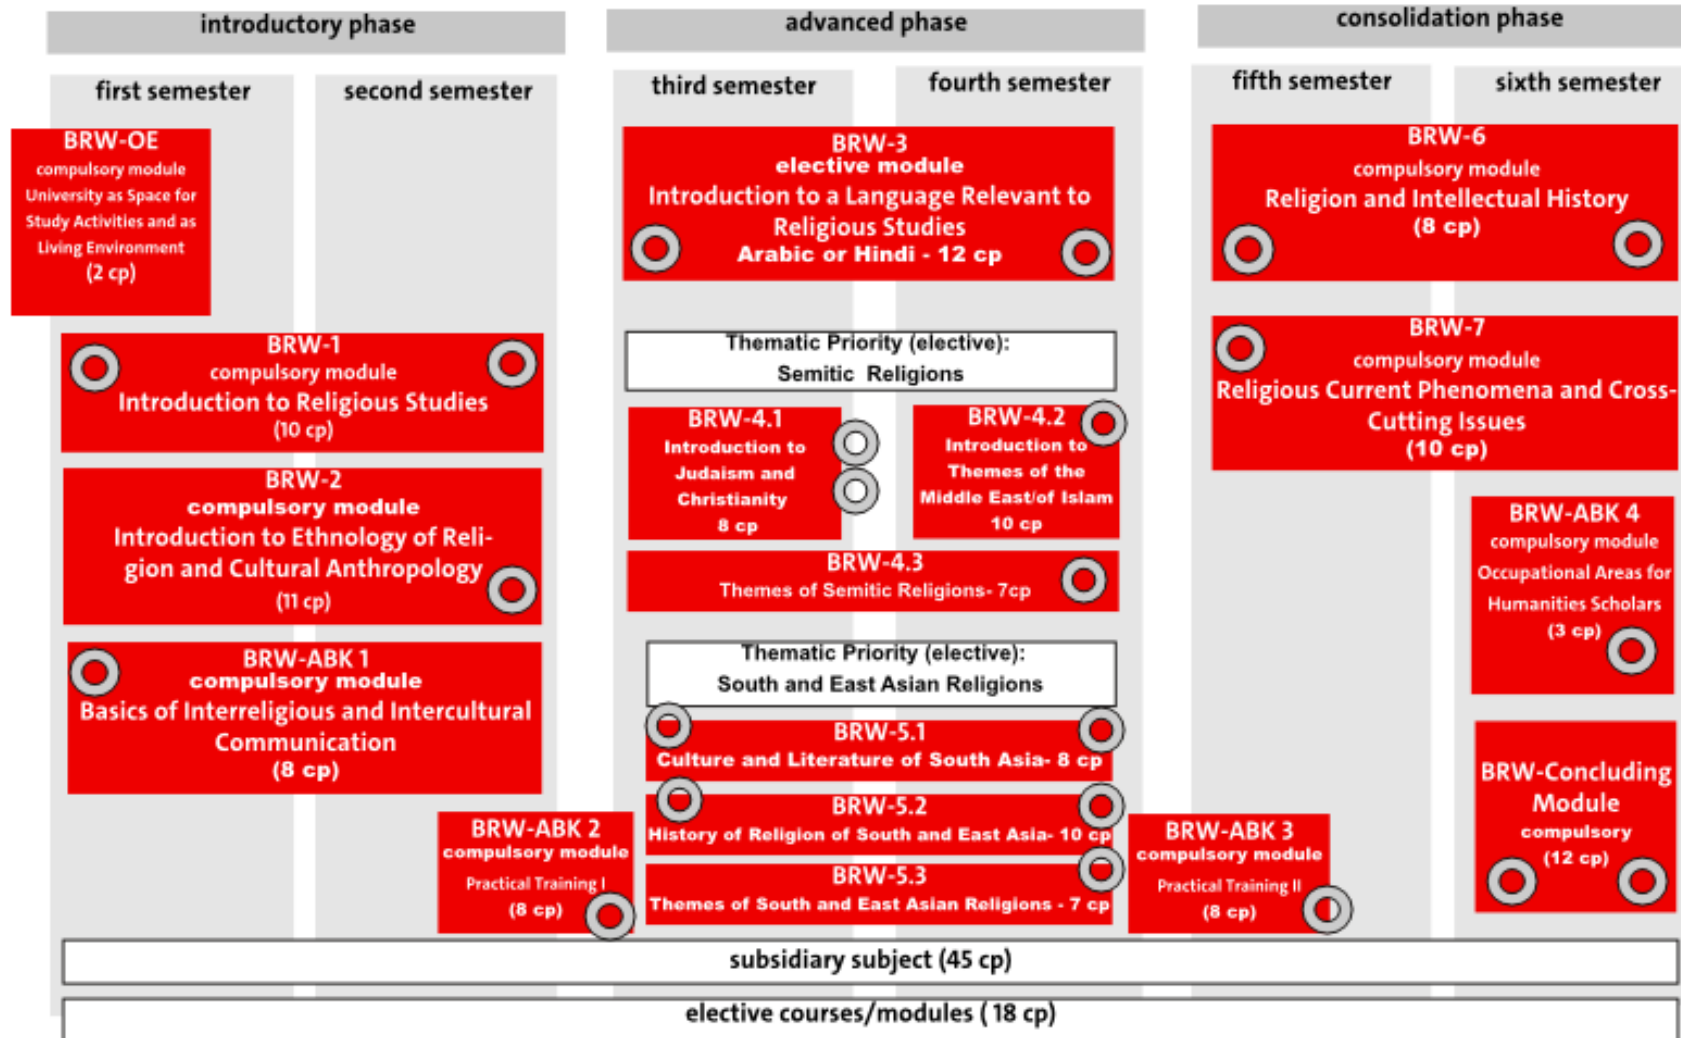 introductory phase
advanced phase
consolidation phase
first semester
second semester
third semester
fourth semester
fifth semester
sixth semester
BRW-OE
compulsory module
University as Space for
Study Activities and as
Living Environment
(2 cp)
BRW-1
compulsory module
Introduction to Religious Studies
(10 cp)
BRW-2
compulsory module
Introduction to Ethnology of Reli-
gion and Cultural Anthropology
(11 cp)
BRW-ABK 1
compulsory module
Basics of Interreligious and Intercultural
Communication
(8 cp)
BRW-ABK 2
compulsory module
Practical Training I
(8 cp)
BRW-3
elective module
Introduction to a Language Relevant to
Religious Studies
Arabic or Hindi - 12 cp
Thematic Priority (elective):
Semitic Religions
BRW-4.1
Introduction to
Judaism and
Christianity
8 cp
BRW-4.2
Introduction to
Themes of the
Middle East/of Islam
10 cp
BRW-4.3
Themes of Semitic Religions- 7cp
Thematic Priority (elective):
South and East Asian Religions
BRW-5.1
Culture and Literature of South Asia- 8 cp
BRW-5.2
History of Religion of South and East Asia- 10 cp
BRW-5.3
Themes of South and East Asian Religions - 7 cp
BRW-ABK 3
compulsory module
Practical Training II
(8 cp)
BRW-6
compulsory module
Religion and Intellectual History
(8 cp)
BRW-7
compulsory module
Religious Current Phenomena and Cross-
Cutting Issues
(10 cp)
BRW-ABK 4
compulsory module
Occupational Areas for
Humanities Scholars
(3 cp)
BRW-Concluding
Module
compulsory
(12 cp)
subsidiary subject (45 cp)
elective courses/modules ( 18 cp)